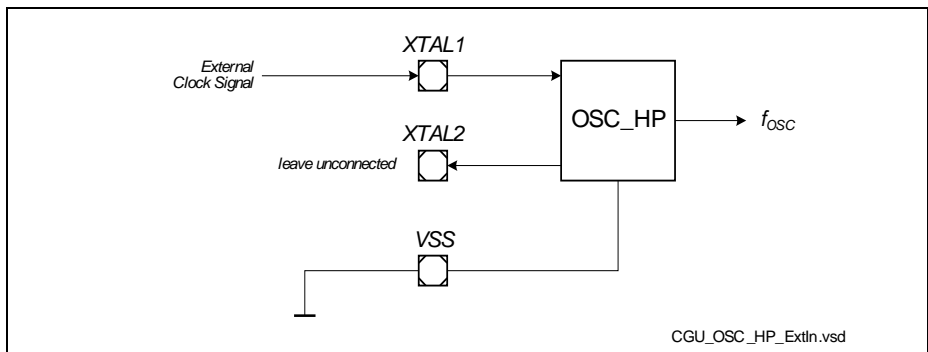 XTAL1
External
Clock Signal
OSC_HP
fOSC
XTAL2
leave unconnected
VSS
CGU_OSC_HP_ExtIn.vsd